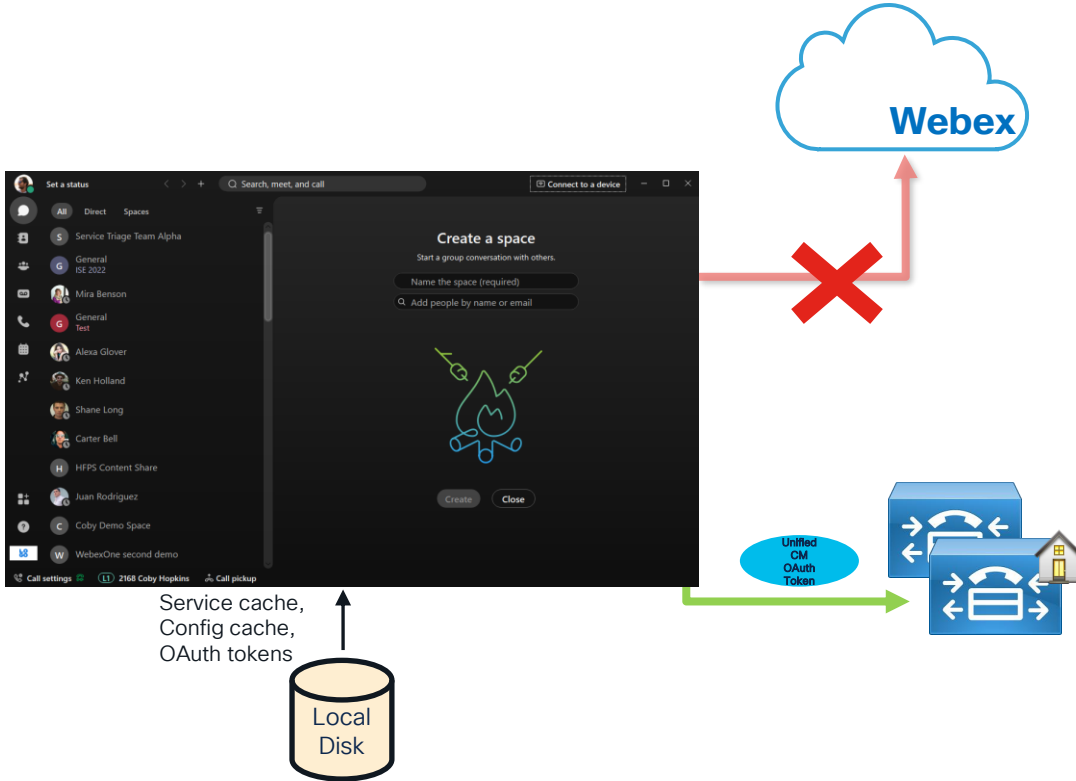 Webex
Set a status
Search, meet, and call
Connect to a device
All Direct Spaces
S Service Triage Team Alpha
G General
ISE 2022
Mira Benson
G General
Test
Alexa Glover
Ken Holland
Shane Long
Carter Bell
H HFPS Content Share
Juan Rodriguez
C Coby Demo Space
W WebexOne second demo
Call settings L1 2168 Coby Hopkins Call pickup
Create a space
Start a group conversation with others.
Name the space (required)
Add people by name or email
Create Close
Unified
CM
OAuth
Token
Service cache,
Config cache,
OAuth tokens
Local
Disk